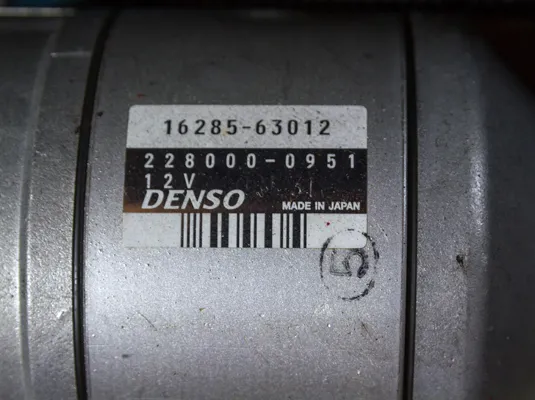 16285-63012
228000-0951
12V
DENSO MADE IN JAPAN
5